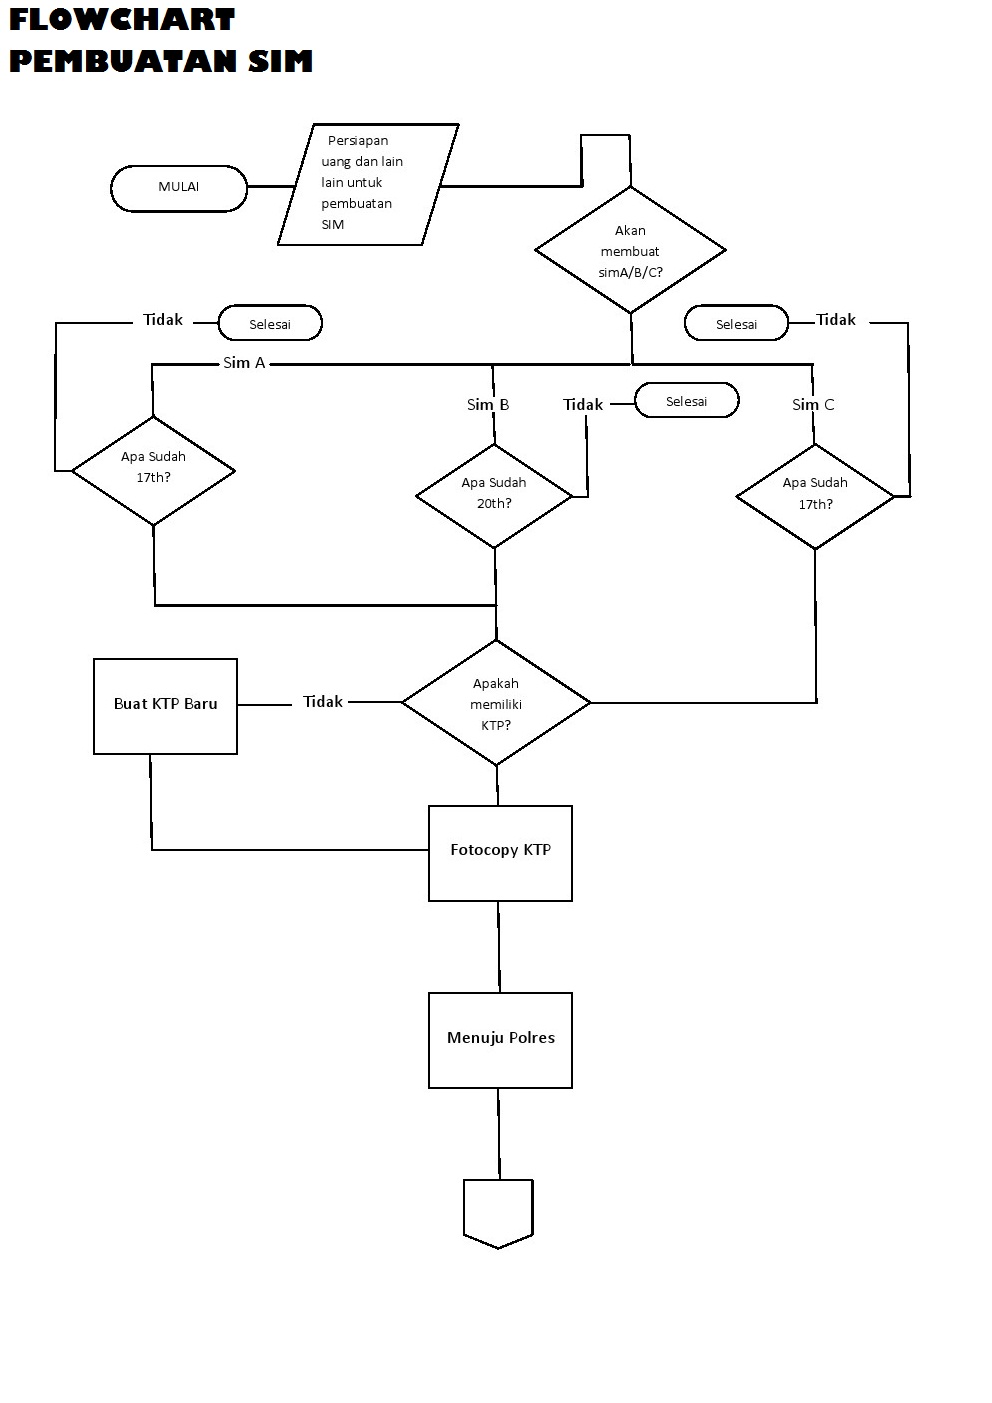 FLOWCHART
PEMBUATAN SIM
MULAI
Persiapan
uang dan lain
lain untuk
pembuatan
SIM
Akan
membuat
simA/B/C?
Tidak
Selesai
Selesai
Tidak
Sim A
Sim B
Tidak
Selesai
Sim C
Apa Sudah
17th?
Apa Sudah
20th?
Apa Sudah
17th?
Apakah
memiliki
KTP?
Tidak
Buat KTP Baru
Fotocopy KTP
Menuju Polres